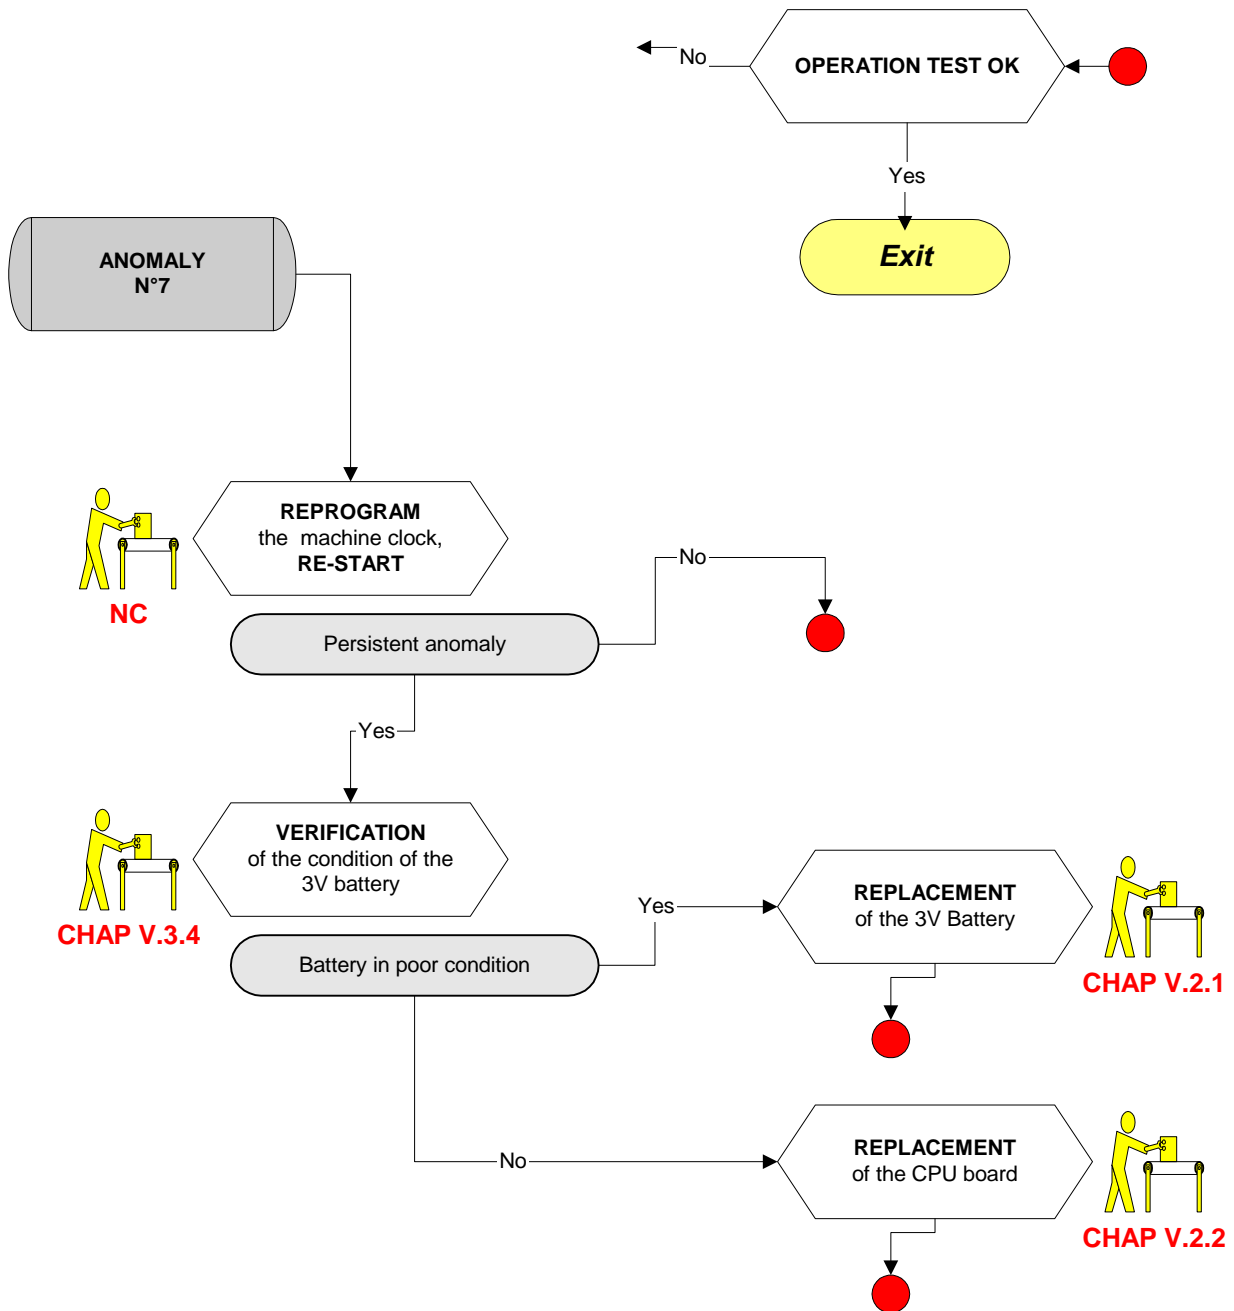 No
OPERATION TEST OK
Yes
Exit
ANOMALY
N°7
REPROGRAM
the machine clock,
RE-START
NC
No
Persistent anomaly
Yes
VERIFICATION
of the condition of the
3V battery
CHAP V.3.4
Yes
REPLACEMENT
of the 3V Battery
CHAP V.2.1
Battery in poor condition
No
REPLACEMENT
of the CPU board
CHAP V.2.2